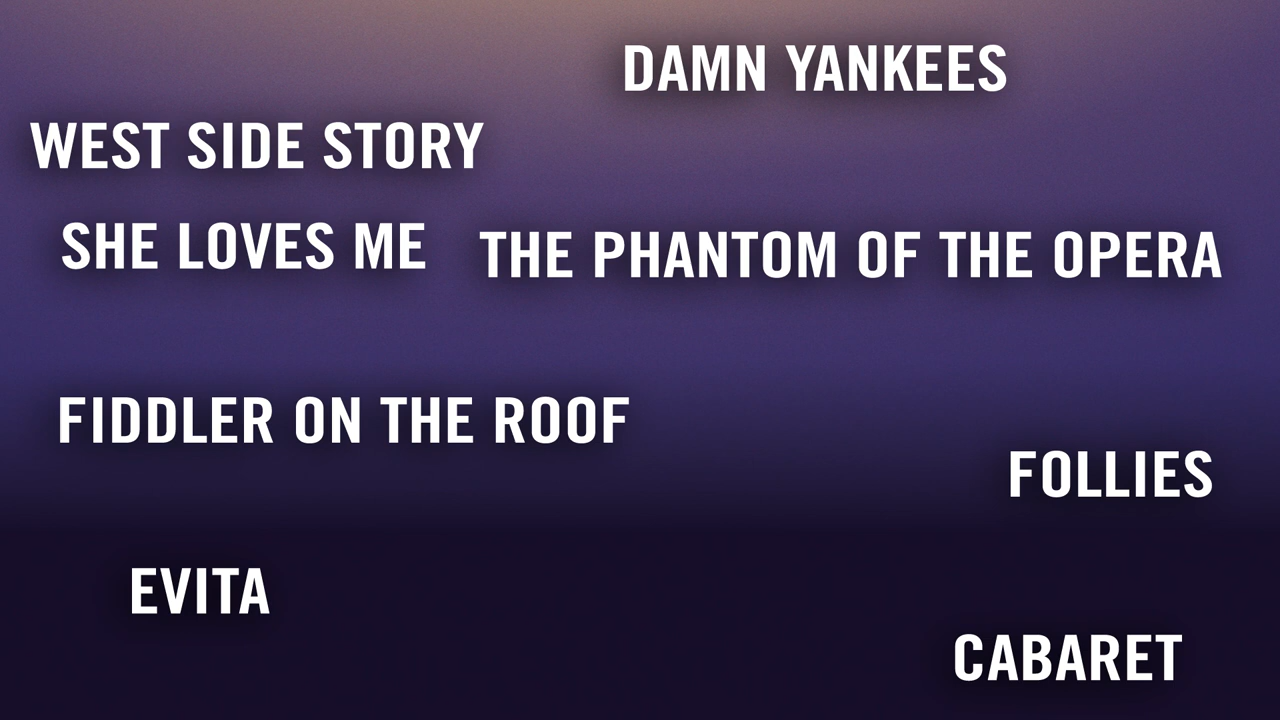 DAMN YANKEES
WEST SIDE STORY
SHE LOVES ME
THE PHANTOM OF THE OPERA
FIDDLER ON THE ROOF
FOLLIES
EVITA
CABARET